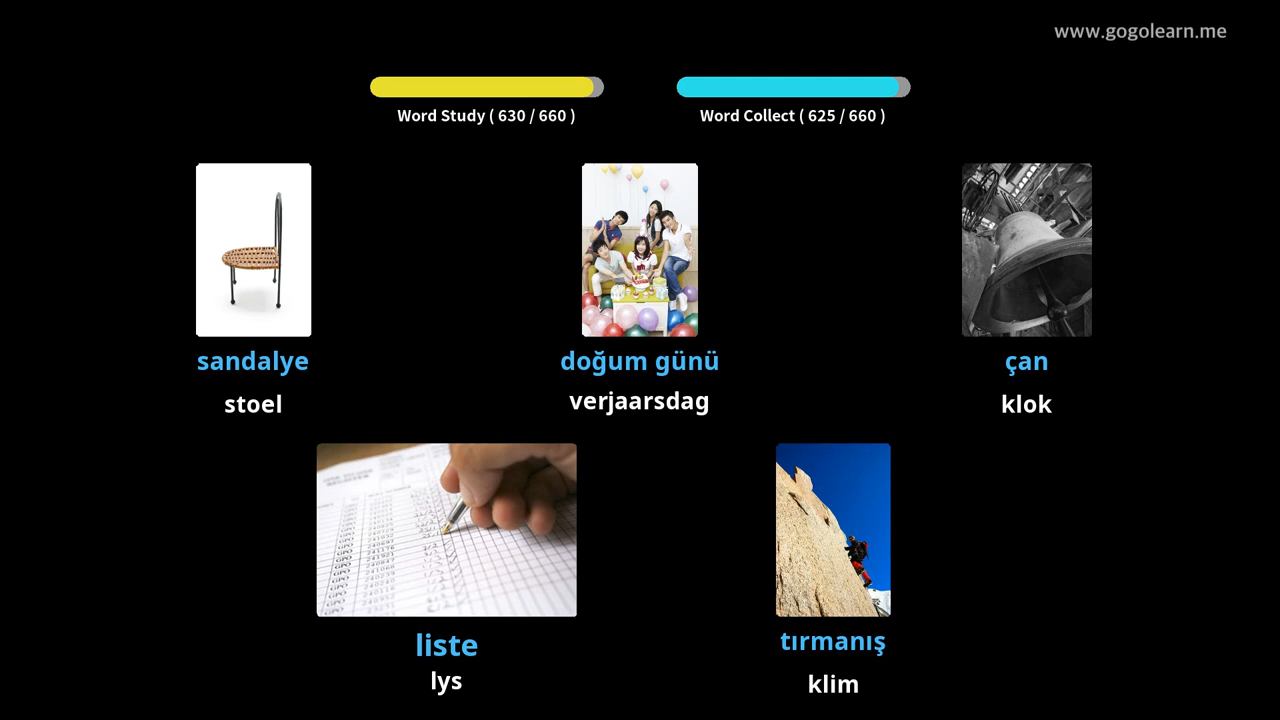 www.gogolearn.me
Word Study ( 630 / 660 )
Word Collect ( 625 / 660 )
sandalye
doğum günü
çan
stoel
verjaarsdag
klok
liste
tırmanış
lys
klim